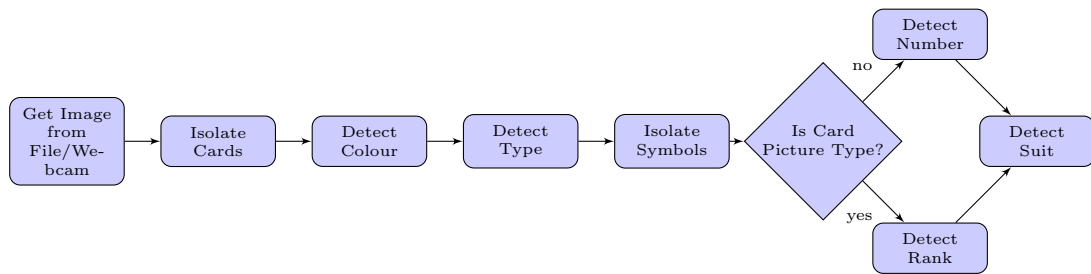 Get Image
from
File/We-
bcam
Isolate
Cards
Detect
Colour
Detect
Type
Isolate
Symbols
Is Card
Picture Type?
no
Detect
Number
yes
Detect
Rank
Detect
Suit